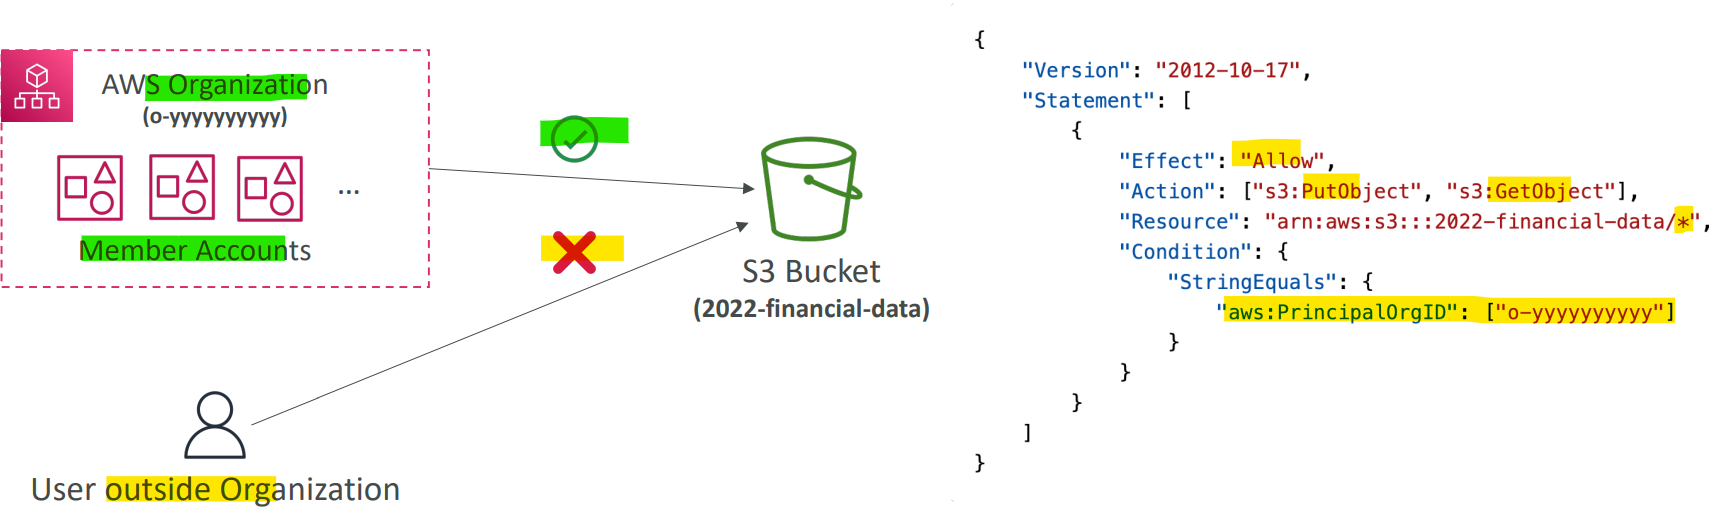 AWS Organization
(o-yyyyyyyyyy)
...
Member Accounts
S3 Bucket
(2022-financial-data)
User outside Organization
{
"Version": "2012-10-17",
"Statement": [
{
"Effect": "Allow",
"Action": ["s3:PutObject", "s3:GetObject"],
"Resource": "arn:aws:s3:::2022-financial-data/*",
"Condition": {
"StringEquals": {
"aws:PrincipalOrgID": ["o-yyyyyyyyyy"]
}
}
}
]
}